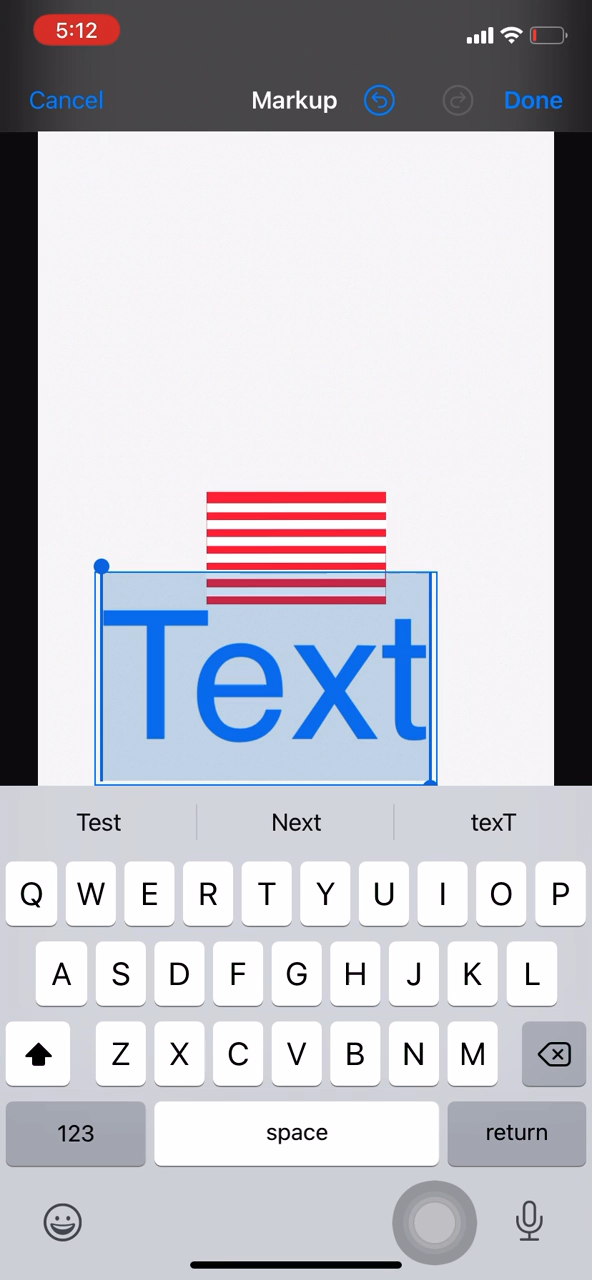 5:12
Cancel Markup Done
Text
Test Next texT
Q W E R T Y U I O P
A S D F G H J K L
Z X C V B N M
123 space return